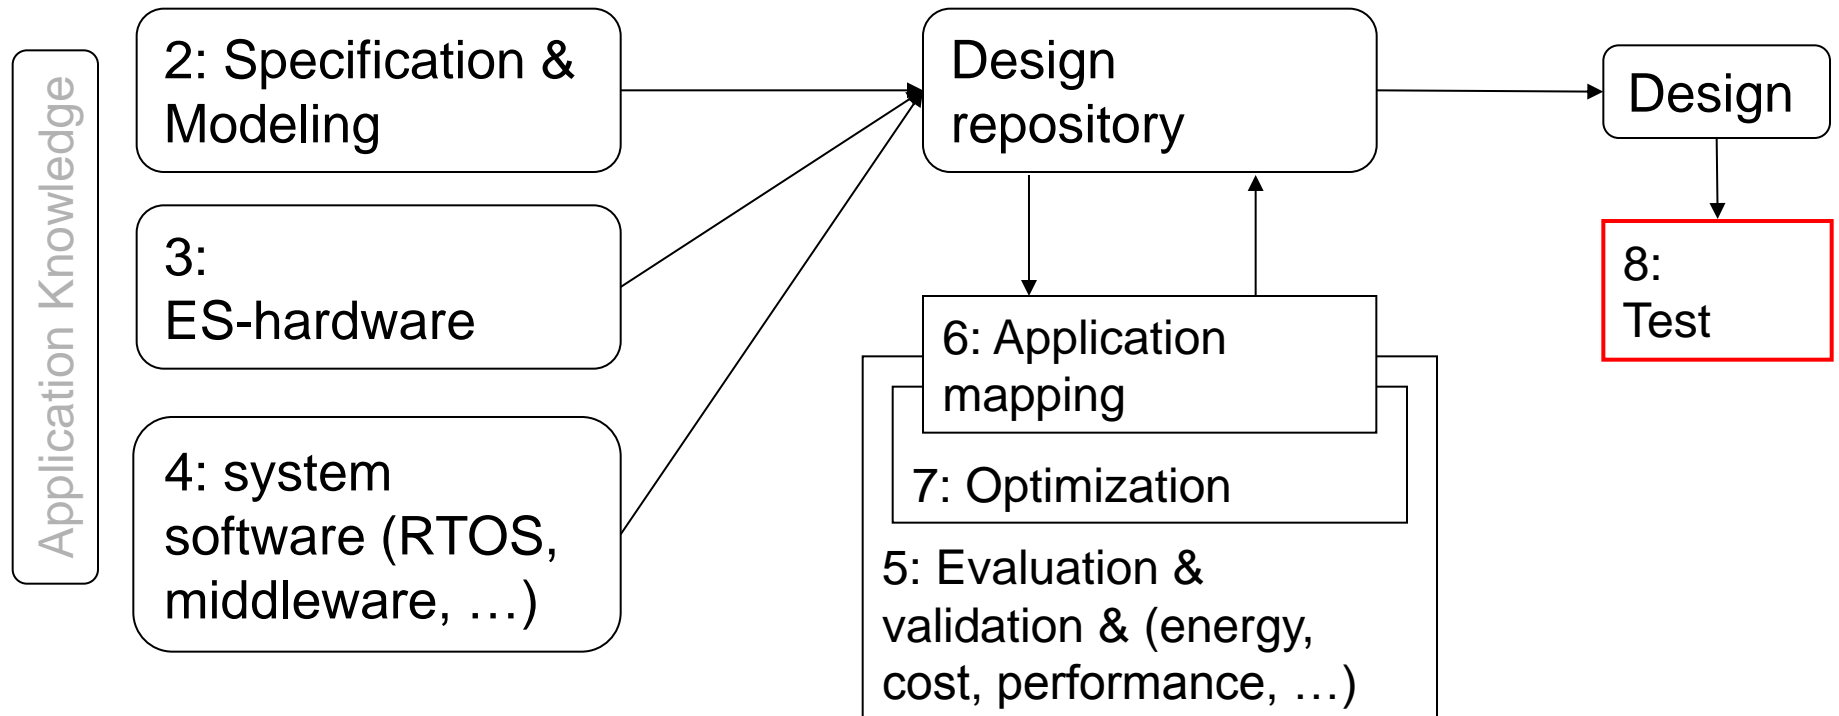 Application Knowledge
2: Specification &
Modeling
3:
ES-hardware
4: system
software (RTOS,
middleware, …)
Design
repository
6: Application
mapping
7: Optimization
5: Evaluation &
validation & (energy,
cost, performance, …)
Design
8:
Test